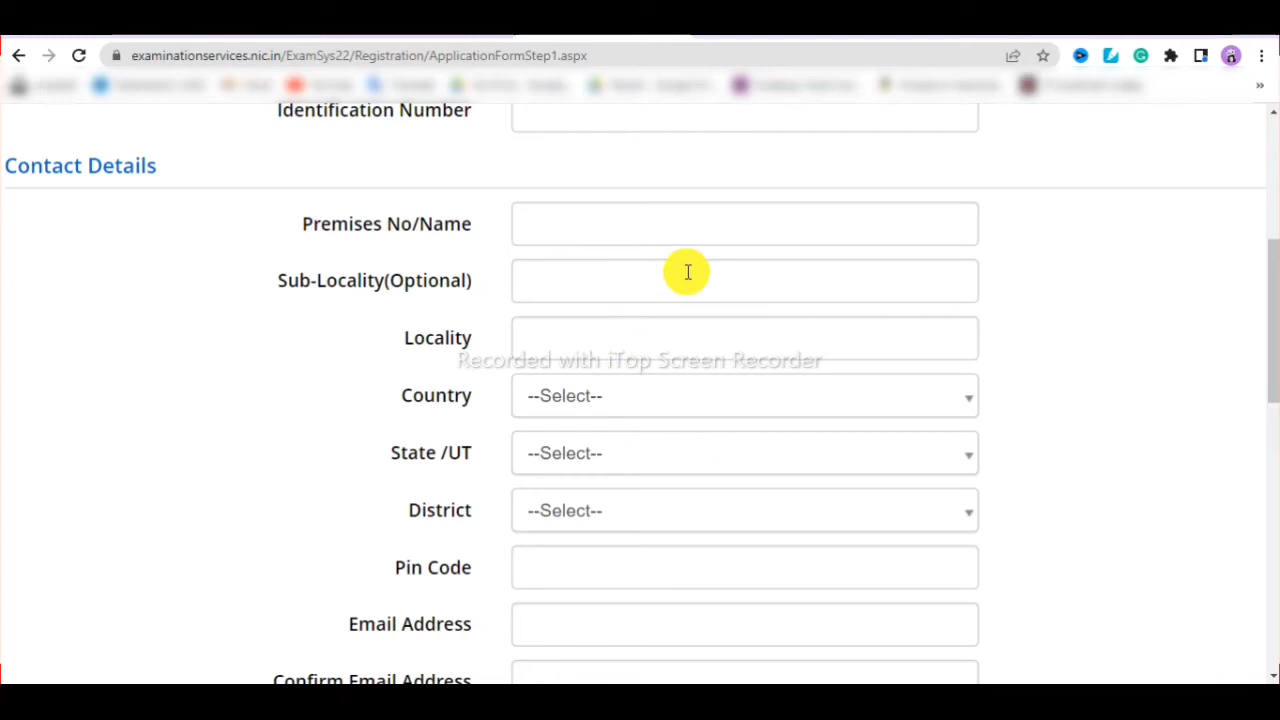 examinationservices.nic.in/ExamSys22/Registration/ApplicationFormStep1.aspx
»
Identification Number
Contact Details
Premises No/Name
Sub-Locality(Optional)
Locality
Recorded with iTop Screen Recorder
Country --Select--
State /UT --Select--
District --Select--
Pin Code
Email Address
Confirm Email Address